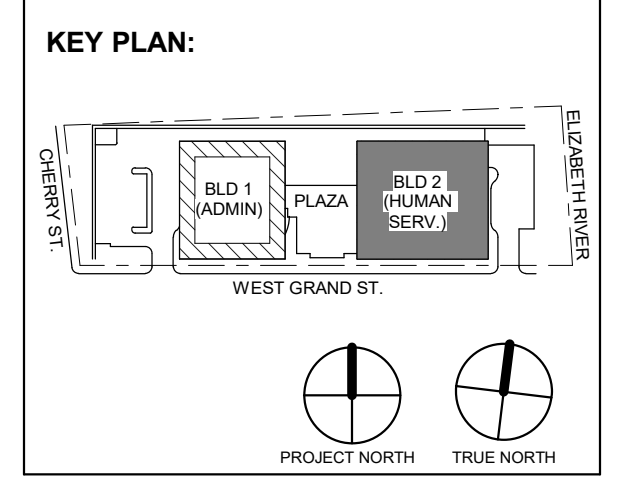 KEY PLAN:
CHERRY ST.
BLD 1
(ADMIN)
PLAZA
BLD 2
(HUMAN
SERV.)
ELIZABETH RIVER
WEST GRAND ST.
PROJECT NORTH
TRUE NORTH